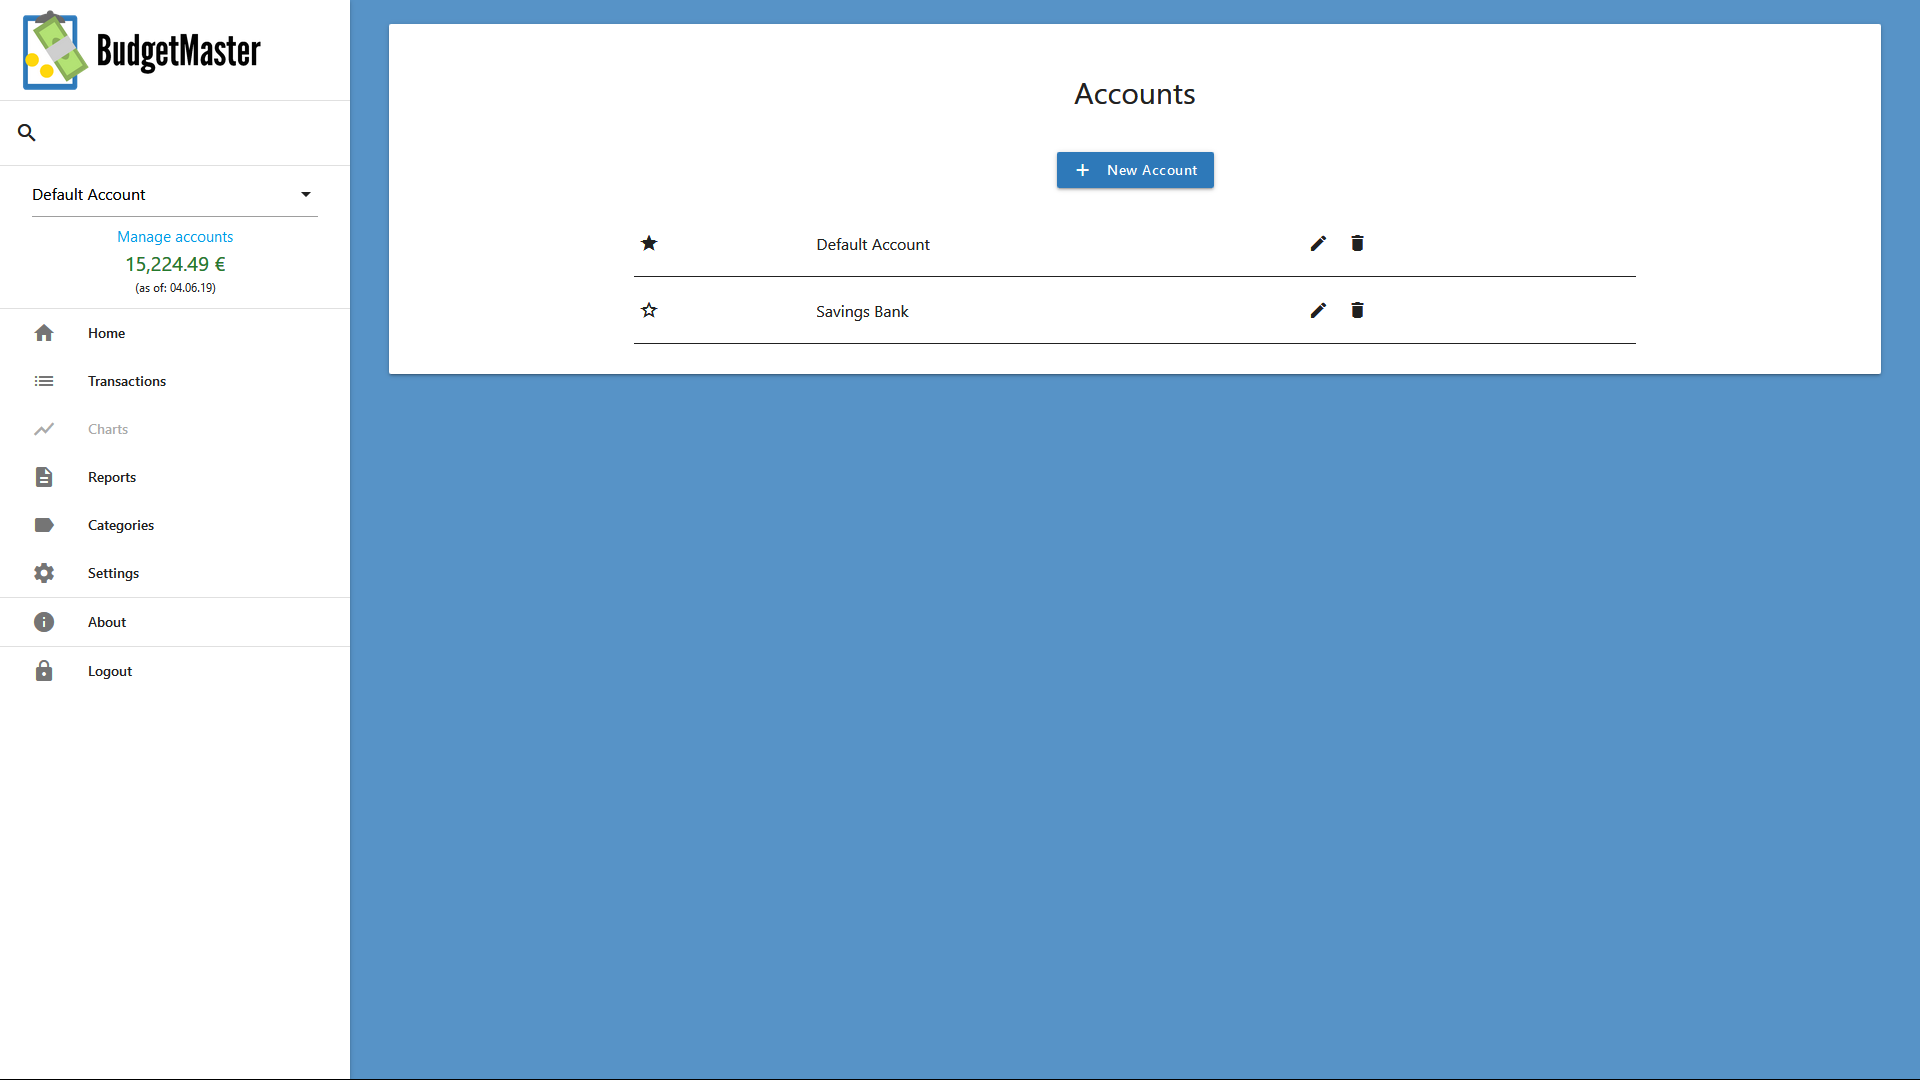 BudgetMaster
Default Account
Manage accounts
15,224.49 €
(as of: 04.06.19)
Home
Transactions
Charts
Reports
Categories
Settings
About
Logout
Accounts
New Account
Default Account
Savings Bank